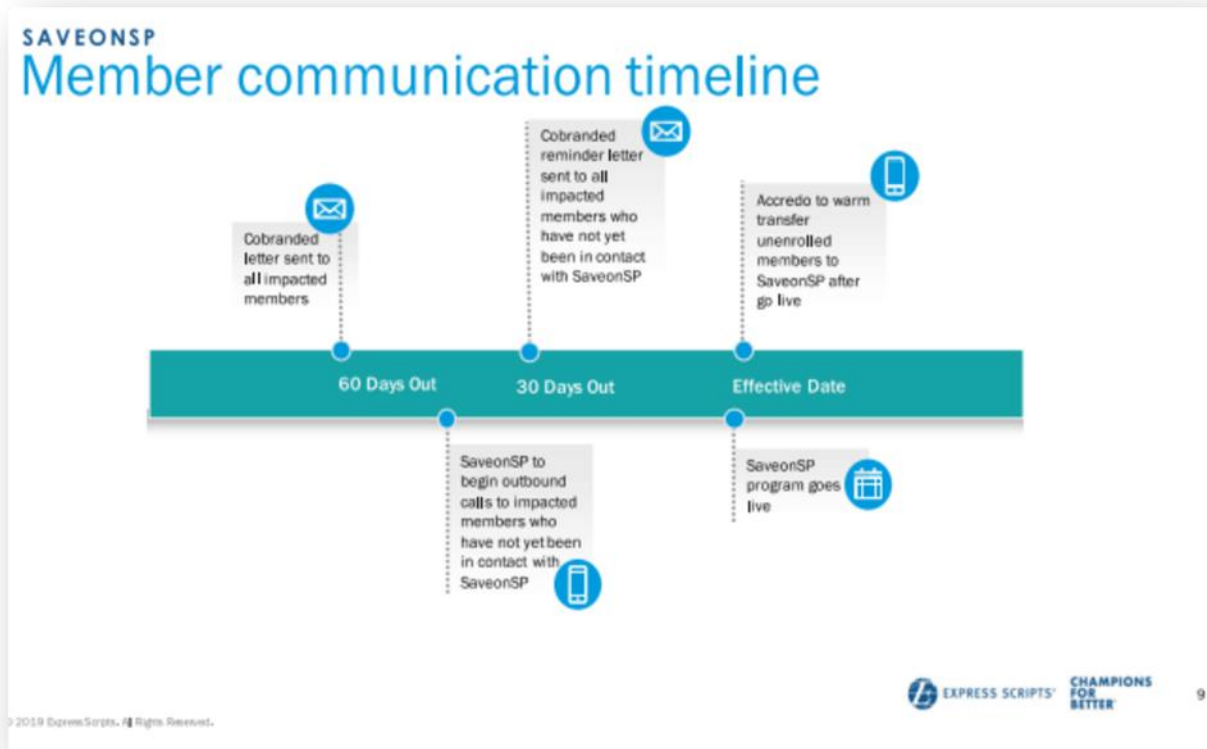 SAVEONSP
Member communication timeline
Cobranded
letter sent to
all impacted
members
Cobranded
reminder letter
sent to all
impacted
members who
have not yet
been in contact
with SaveonSP
Accredo to warm
transfer
unenrolled
members to
SaveonSP after
go live
60 Days Out
30 Days Out
Effective Date
SaveonSP to
begin outbound
calls to impacted
members who
have not yet been
in contact with
SaveonSP
SaveonSP
program goes
live
EXPRESS SCRIPTS®
CHAMPIONS
FOR
BETTER
9
© 2019 Express Scripts. All Rights Reserved.